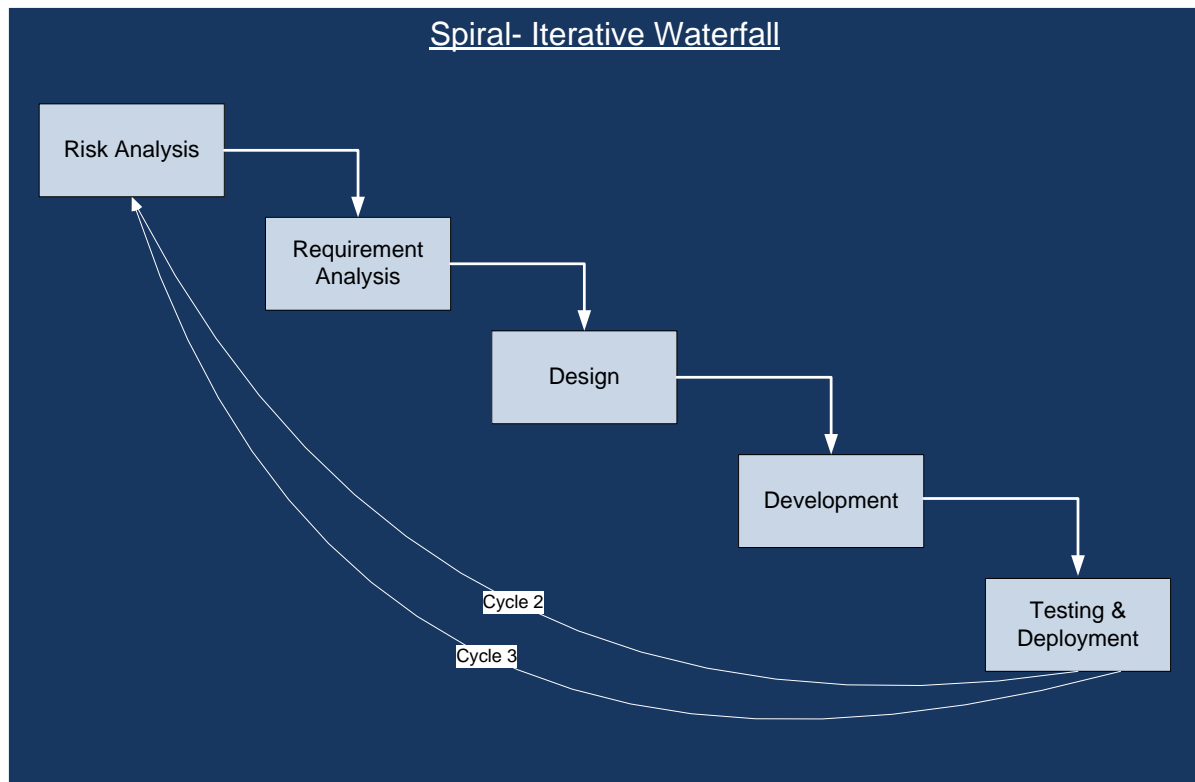 Spiral- Iterative Waterfall
Risk Analysis
Requirement
Analysis
Design
Development
Testing &
Deployment
Cycle 2
Cycle 3